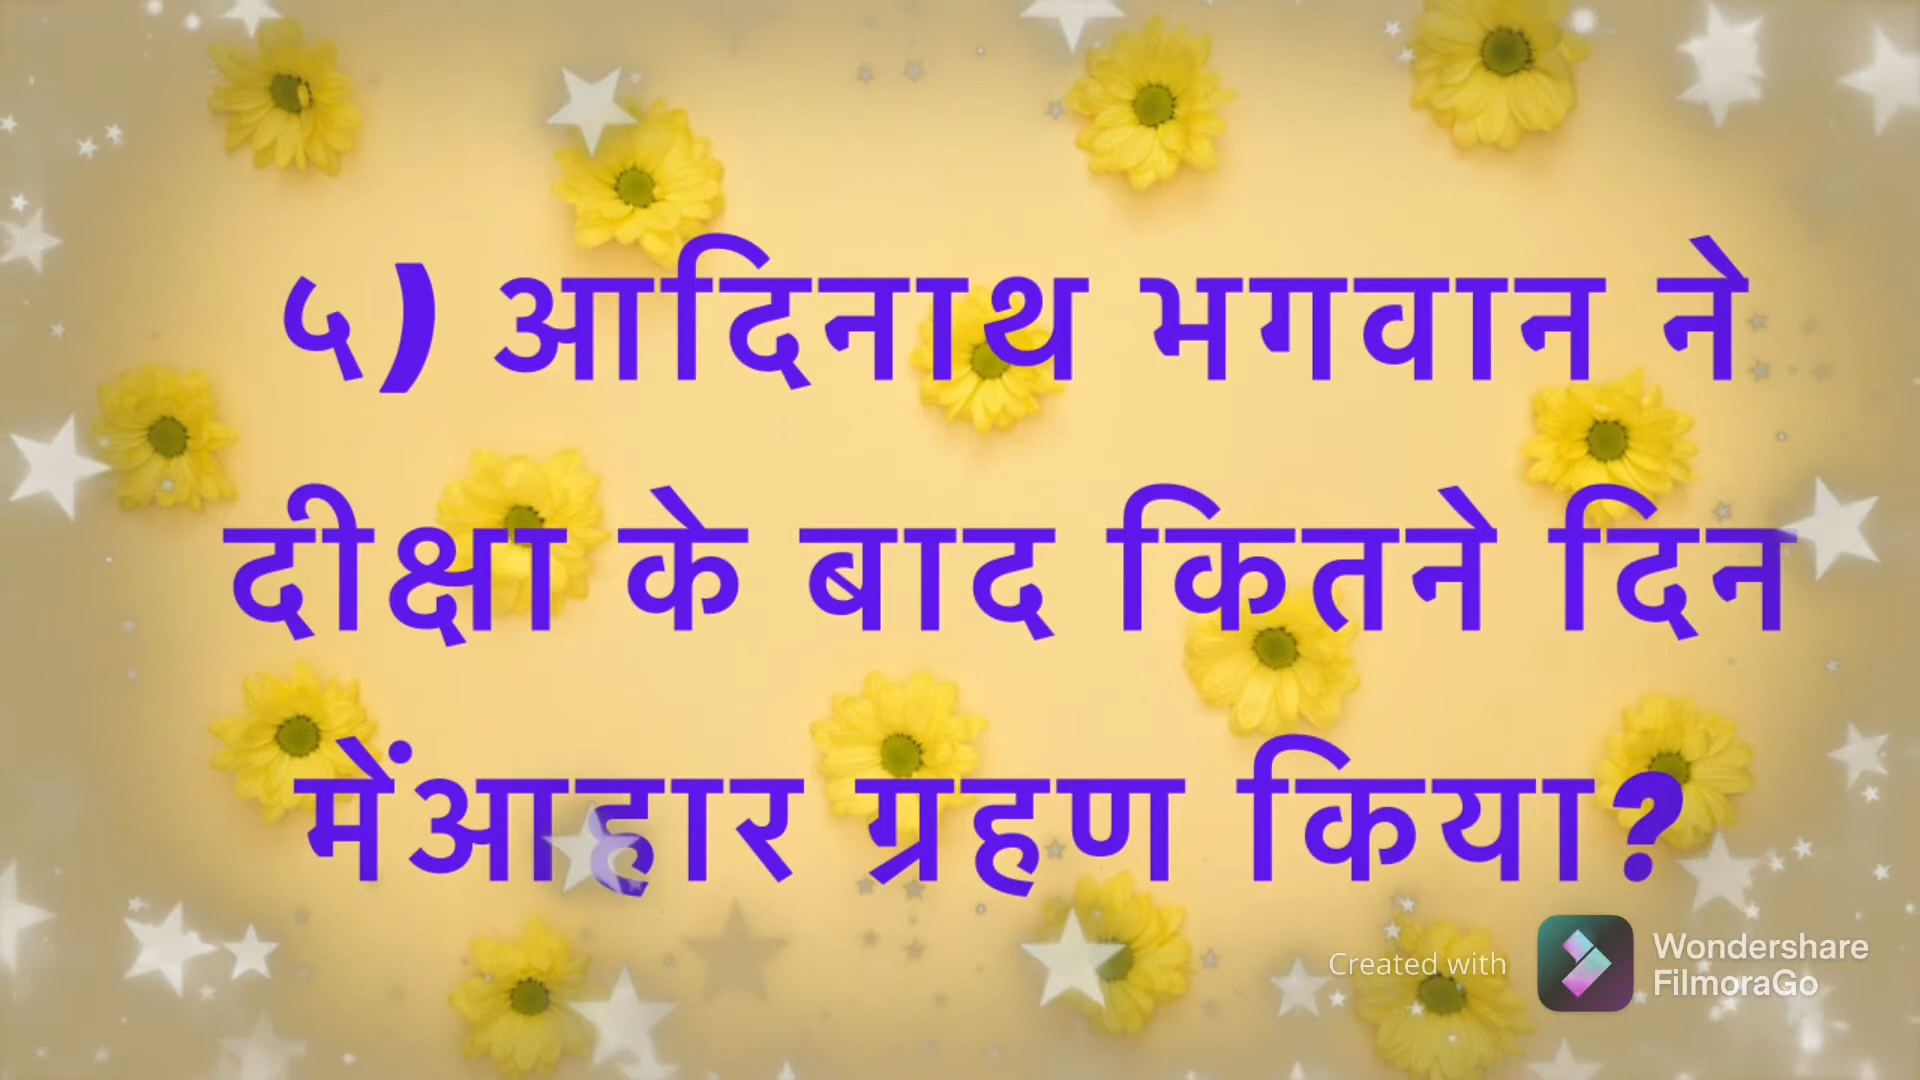 ५) आदिनाथ भगवान ने
दीक्षा के बाद कितने दिन
मेंआहार ग्रहण किया?
Created with
Wondershare
FilmoraGo